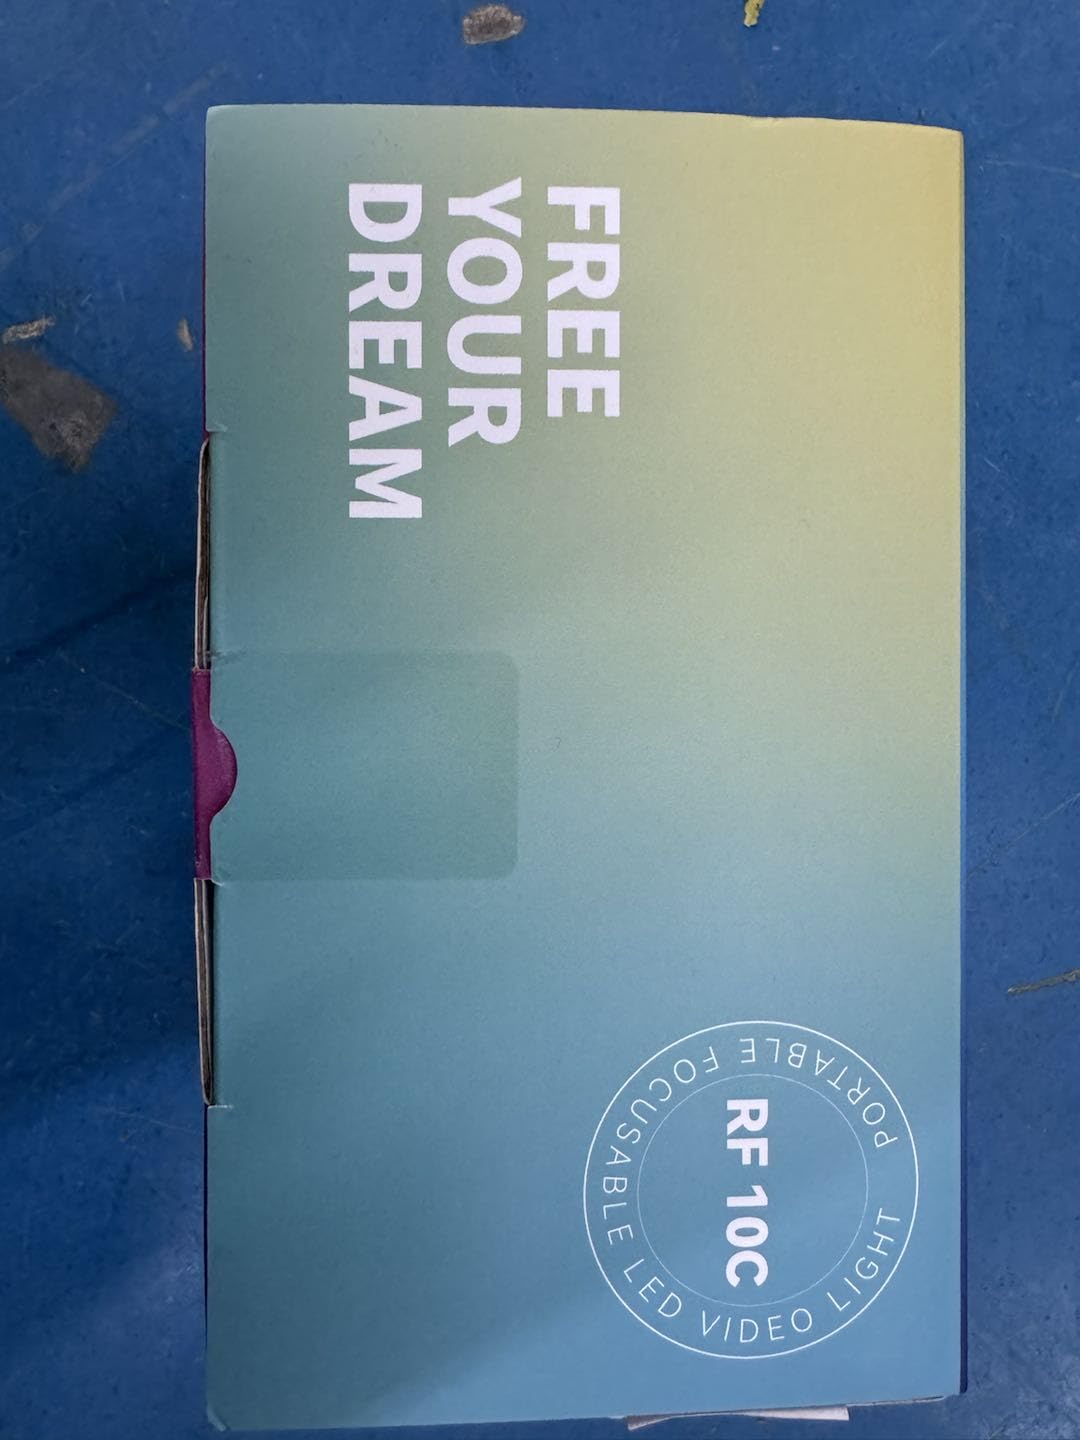 FREE
YOUR
DREAM
PORTABLE FOCUSABLE LED VIDEO LIGHT
RF 10C